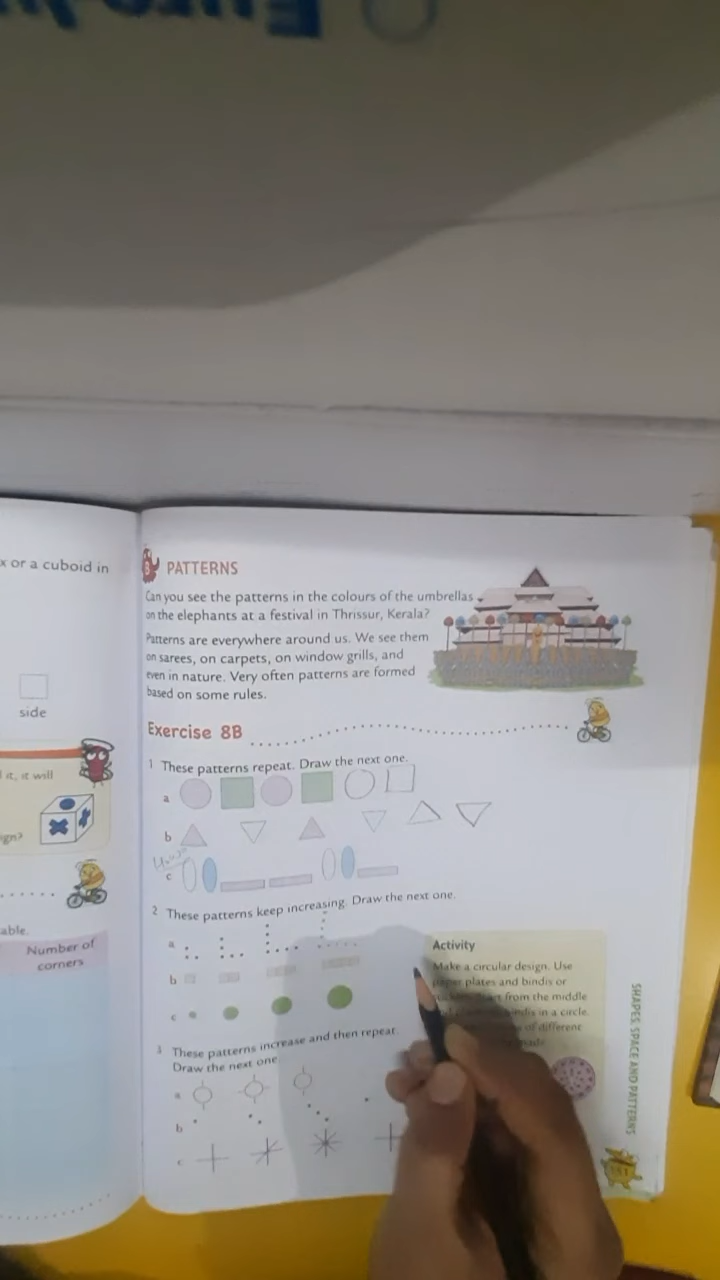 x or a cuboid in
side
it, it will
ign?
able.
Number of
corners
PATTERNS
Can you see the patterns in the colours of the umbrellas
on the elephants at a festival in Thrissur, Kerala?
Patterns are everywhere around us. We see them
on sarees, on carpets, on window grills, and
even in nature. Very often patterns are formed
based on some rules.
Exercise 8B
1 These patterns repeat. Draw the next one.
a
b
c
2 These patterns keep increasing. Draw the next one.
a
b
c
3 These patterns increase and then repeat.
Draw the next one
a
b
c
Activity
Make a circular design. Use
plates and bindis or
from the middle
in a circle.
of different
SHAPES, SPACE AND PATTERNS